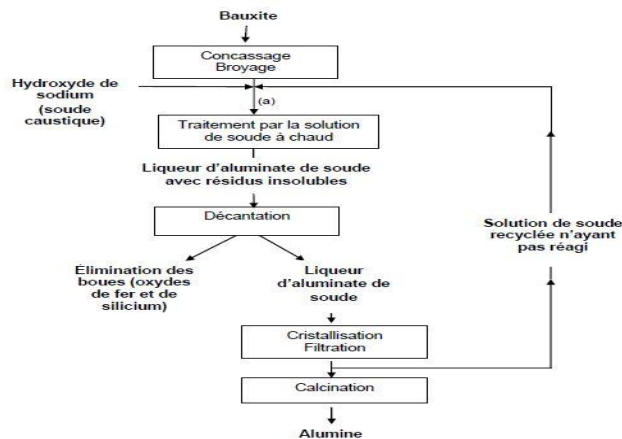 Bauxite
Concassage
Broyage
Hydroxyde de
sodium
(soude
caustique)
(a)
Traitement par la solution
de soude à chaud
Liqueur d'aluminate de soude
avec résidus insolubles
Décantation
Solution de soude
recyclée n'ayant
pas réagi
Élimination des
boues (oxydes
de fer et de
silicium)
Liqueur
d'aluminate de
soude
Cristallisation
Filtration
Calcination
Alumine